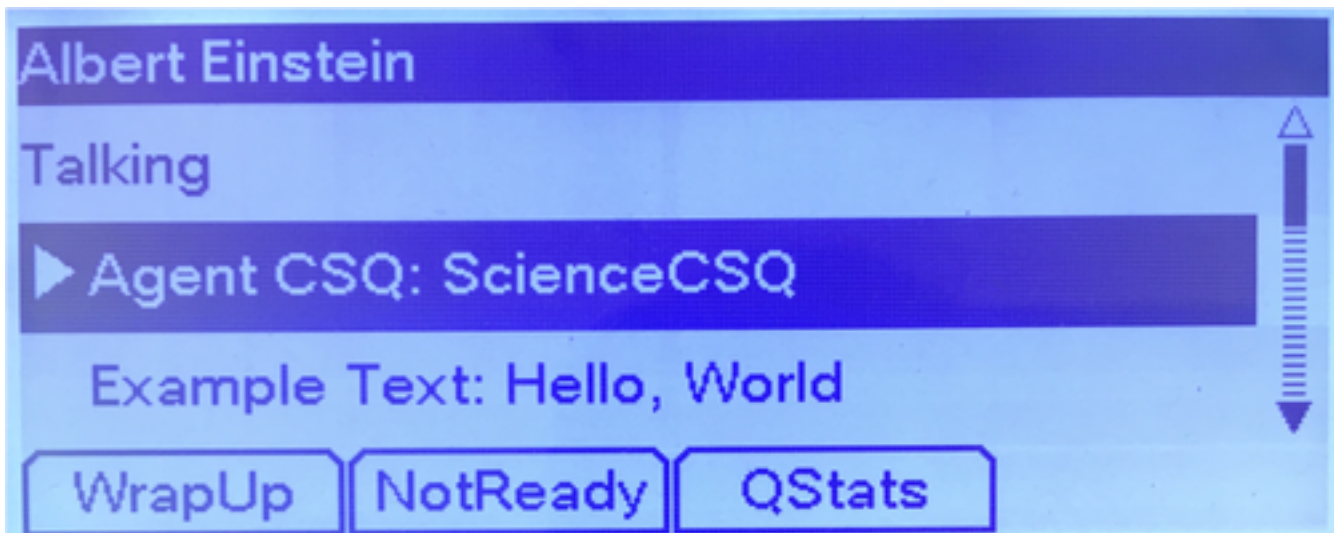 Albert Einstein
Talking
Agent CSQ: ScienceCSQ
Example Text: Hello, World
WrapUp NotReady QStats